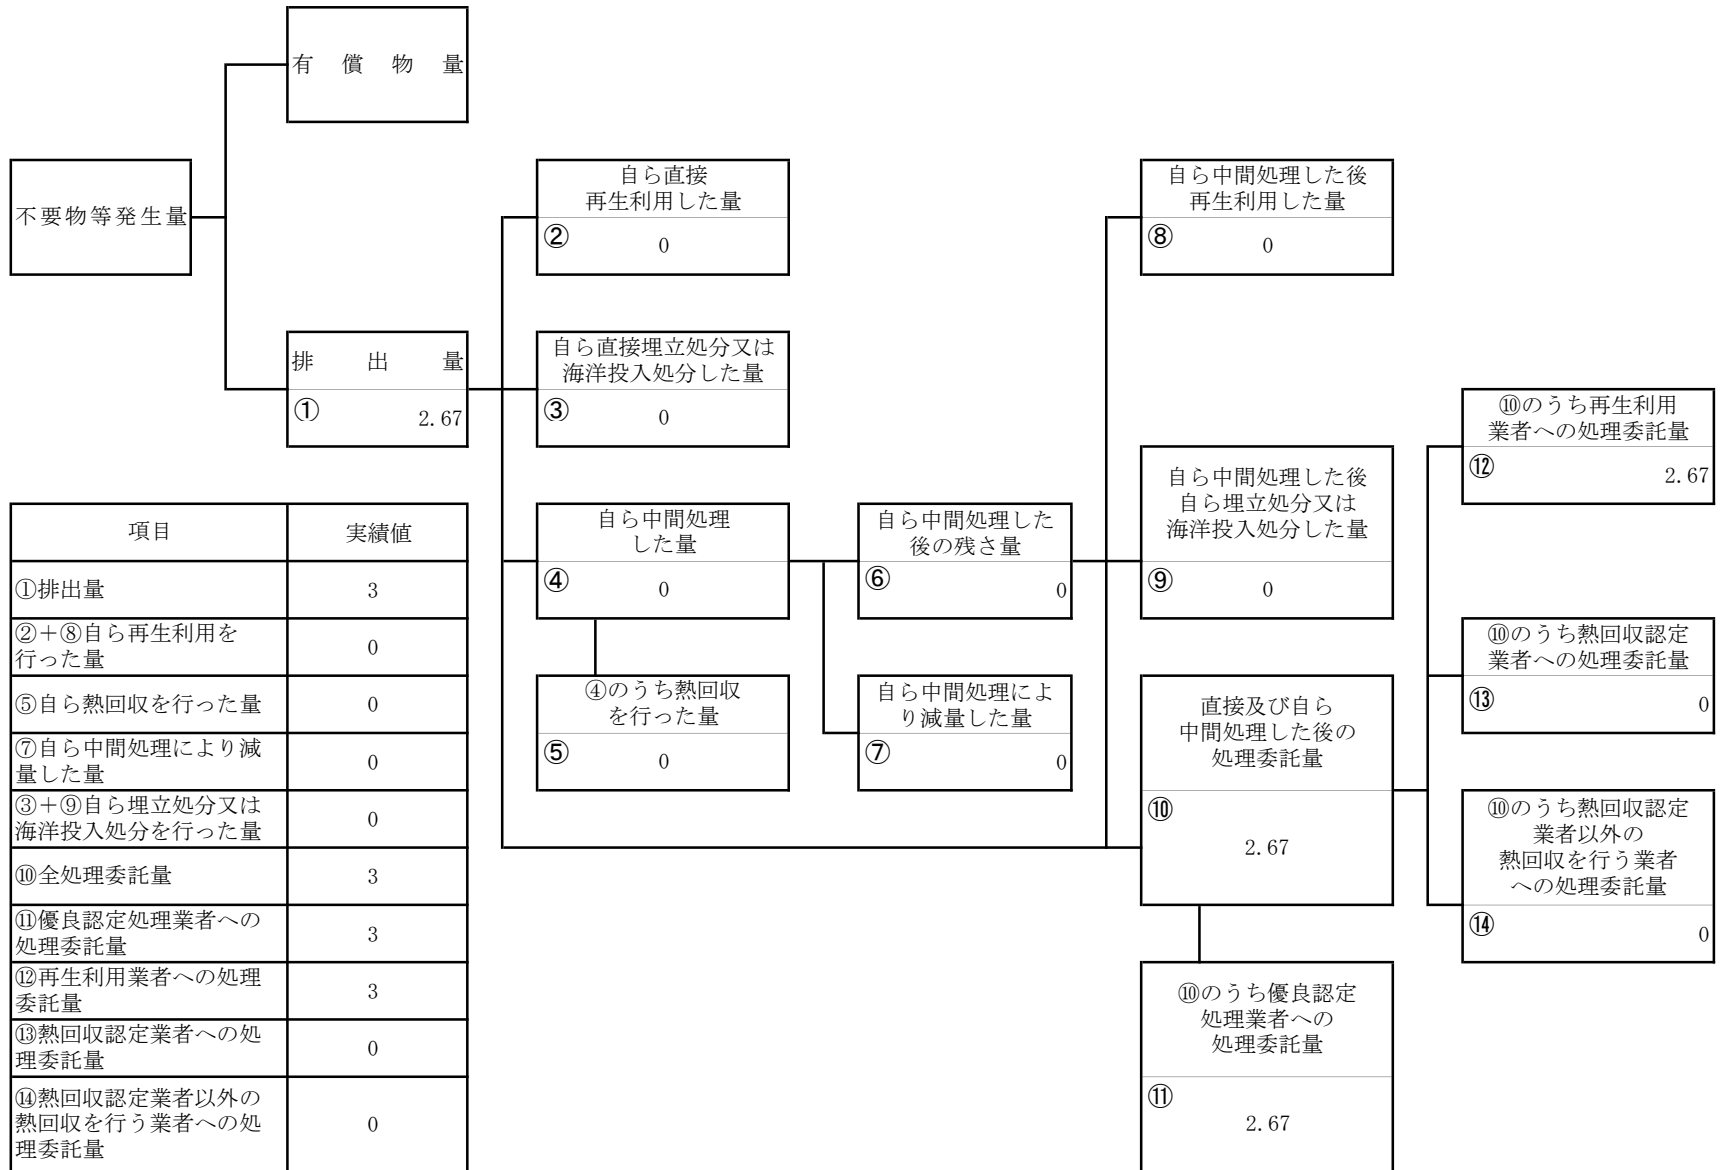 有償物量
不要物等発生量
排出量
①
2.67
自ら直接
再生利用した量
②
0
自ら直接埋立処分又は
海洋投入処分した量
③
0
自ら中間処理
した量
④
0
④のうち熱回収
を行った量
⑤
0
自ら中間処理した
後の残さ量
⑥
0
自ら中間処理によ
り減量した量
⑦
0
自ら中間処理した後
再生利用した量
⑧
0
自ら中間処理した後
自ら埋立処分又は
海洋投入処分した量
⑨
0
直接及び自ら
中間処理した後の
処理委託量
⑩
2.67
⑩のうち優良認定
処理業者への
処理委託量
⑪
2.67
⑩のうち再生利用
業者への処理委託量
⑫
2.67
⑩のうち熱回収認定
業者への処理委託量
⑬
0
⑩のうち熱回収認定
業者以外の
熱回収を行う業者
への処理委託量
⑭
0
項目 実績値
①排出量 3
②+⑧自ら再生利用を
行った量 0
⑤自ら熱回収を行った量 0
⑦自ら中間処理により減
量した量 0
③+⑨自ら埋立処分又は
海洋投入処分を行った量 0
⑩全処理委託量 3
⑪優良認定処理業者への
処理委託量 3
⑫再生利用業者への処理
委託量 3
⑬熱回収認定業者への処
理委託量 0
⑭熱回収認定業者以外の
熱回収を行う業者への処
理委託量 0